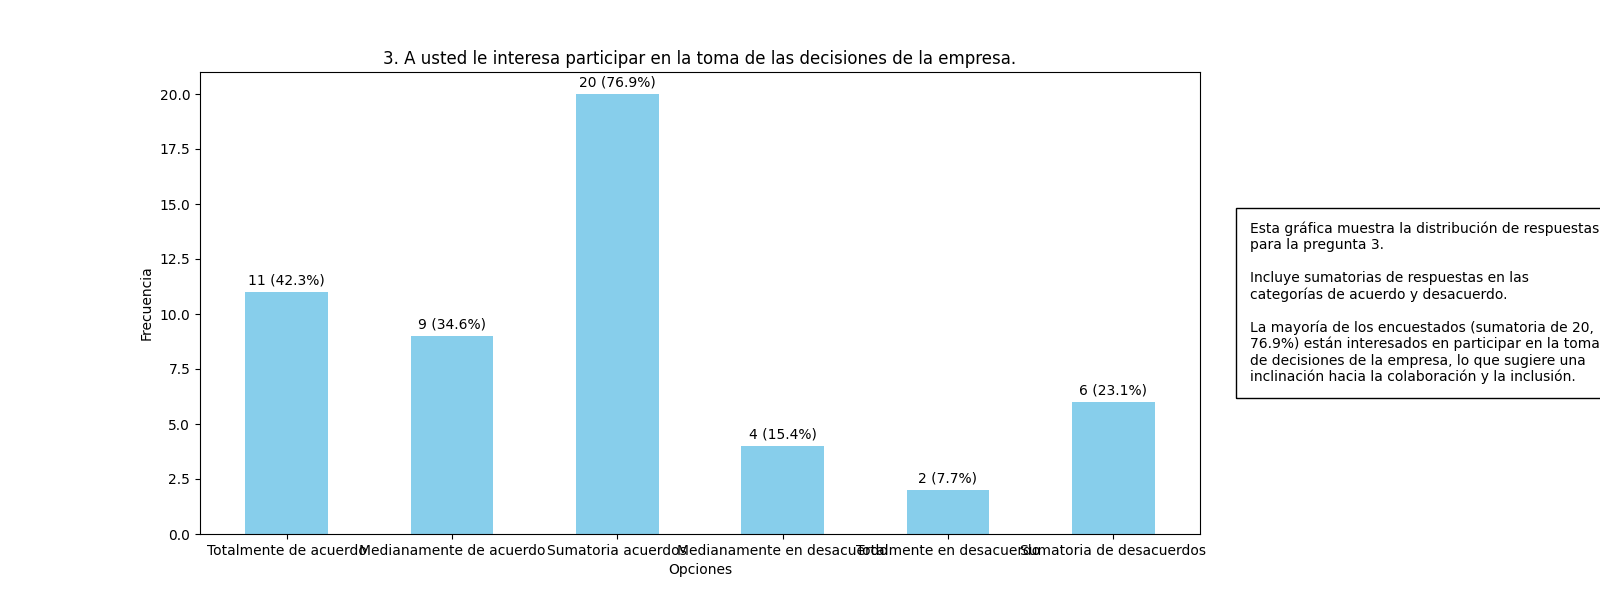 3. A usted le interesa participar en la toma de las decisiones de la empresa.
20.0
17.5
15.0
12.5
10.0
7.5
5.0
2.5
0.0
Frecuencia
11 (42.3%)
9 (34.6%)
20 (76.9%)
4 (15.4%)
2 (7.7%)
6 (23.1%)
Totalmente de acuerdo
Medianamente de acuerdo
Sumatoria acuerdos
Medianamente en desacuerdo
Totalmente en desacuerdo
Sumatoria de desacuerdos
Opciones
Esta gráfica muestra la distribución de respuestas
para la pregunta 3.
Incluye sumatorias de respuestas en las
categorías de acuerdo y desacuerdo.
La mayoría de los encuestados (sumatoria de 20,
76.9%) están interesados en participar en la toma
de decisiones de la empresa, lo que sugiere una
inclinación hacia la colaboración y la inclusión.